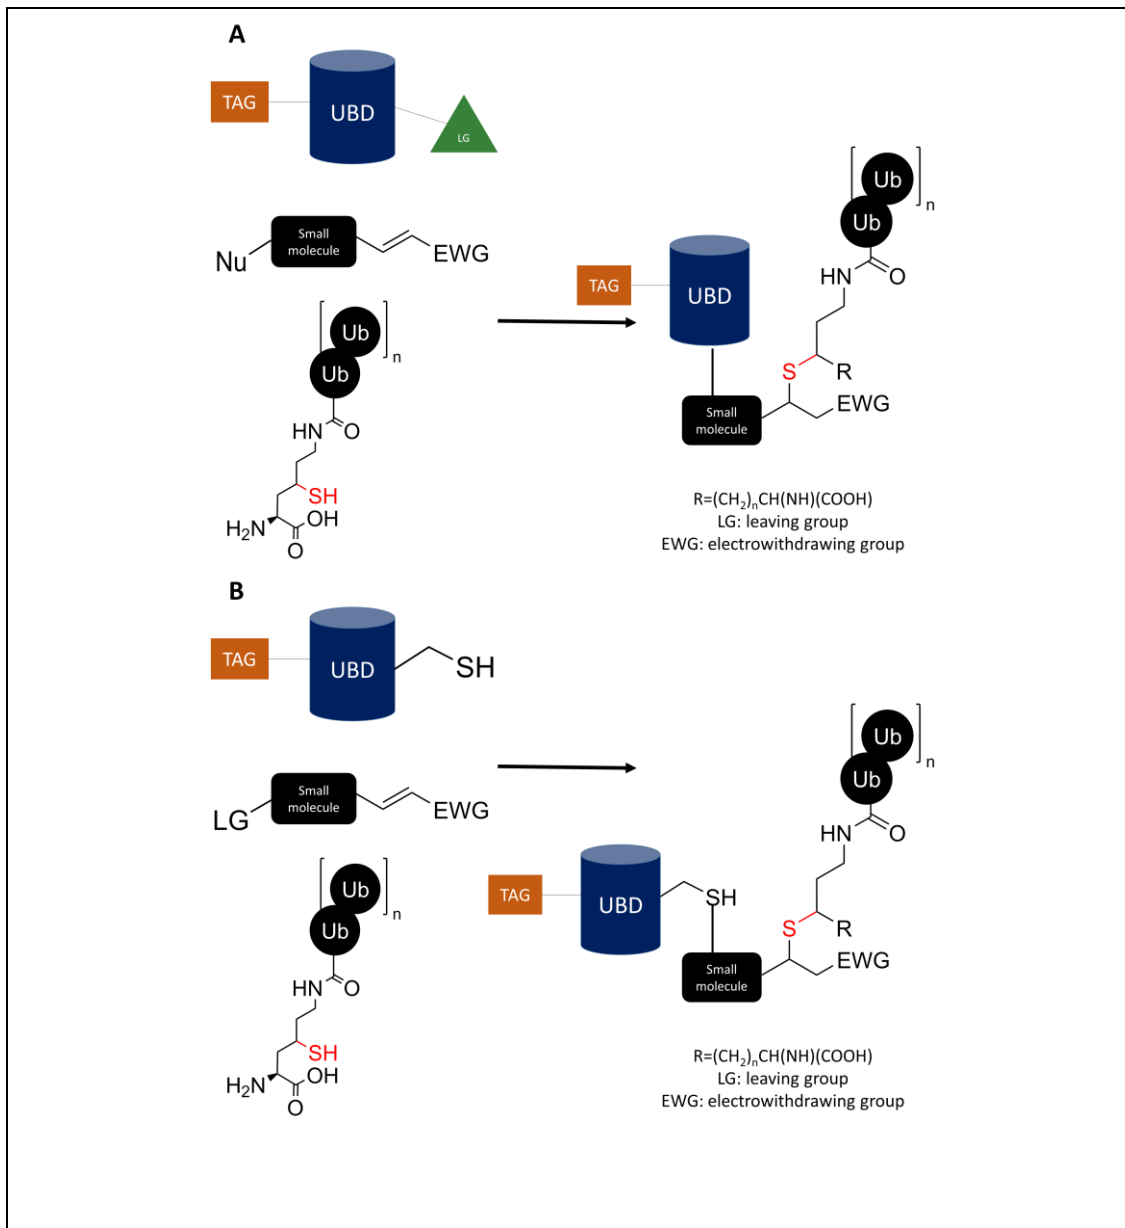 A
TAG
UBD
LG
Nu
Small
molecule
EWG
Ub
Ub
n
HN
O
SH
H₂N
OH
O
TAG
UBD
Small
molecule
EWG
S
R
HN
O
Ub
Ub
n
R=(CH₂)ₙCH(NH)(COOH)
LG: leaving group
EWG: electrowithdrawing group
B
TAG
UBD
SH
LG
Small
molecule
EWG
Ub
Ub
n
HN
O
SH
H₂N
OH
O
TAG
UBD
SH
Small
molecule
EWG
S
R
HN
O
Ub
Ub
n
R=(CH₂)ₙCH(NH)(COOH)
LG: leaving group
EWG: electrowithdrawing group